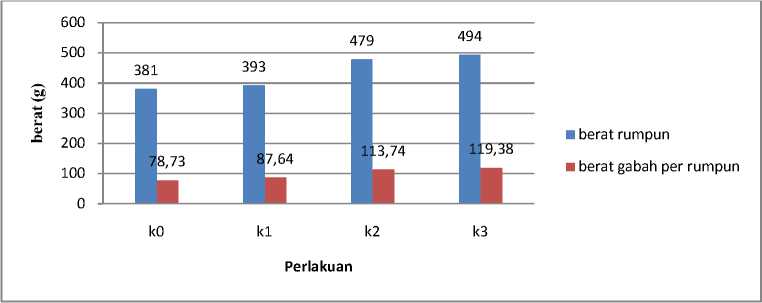 600
500
400
300
200
100
0
berat (g)
381
393
479
494
78,73
87,64
113,74
119,38
k0
k1
k2
k3
Perlakuan
berat rumpun
berat gabah per rumpun